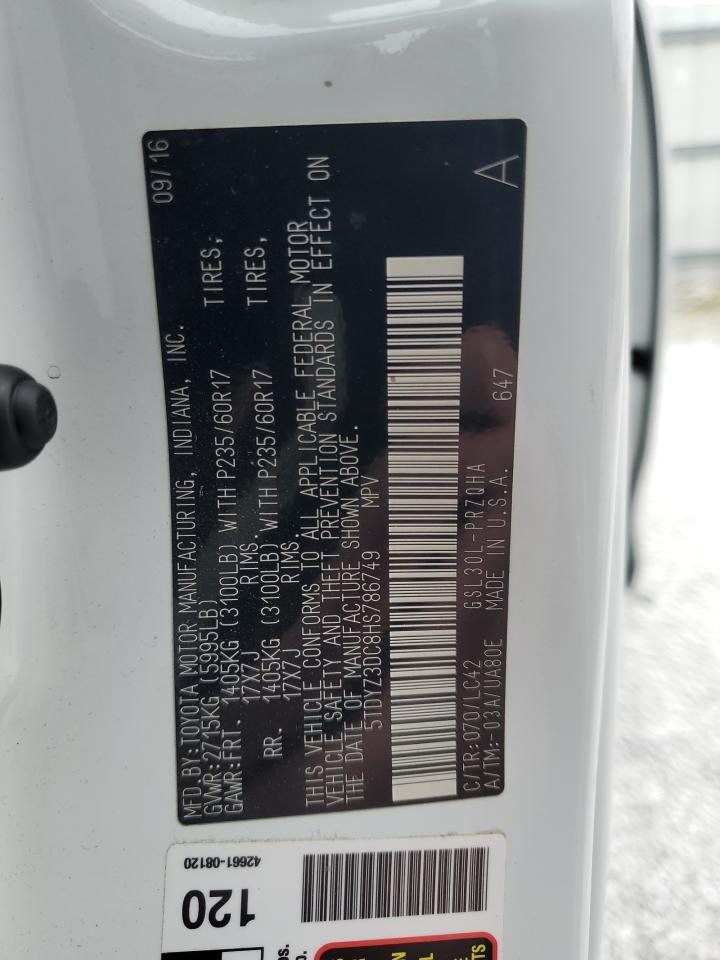 MFD.BY:TOYOTA MOTOR MANUFACTURING, INDIANA, INC. 09/16
GVWR:2715KG (5995LB)
GAWR:FRT. 1405KG (3100LB) WITH P235/60R17 TIRES,
17X7J RIMS.
RR. 1405KG (3100LB) WITH P235/60R17 TIRES,
17X7J RIMS.
THIS VEHICLE CONFORMS TO ALL APPLICABLE FEDERAL MOTOR
VEHICLE SAFETY AND THEFT PREVENTION STANDARDS IN EFFECT ON
THE DATE OF MANUFACTURE SHOWN ABOVE.
5TDYZ3DC8HS786749 MPV
C/TR:070/LC42 GSL30L-PRZQHA
A/TM:-03A/UA80E MADE IN U.S.A. 647 A
42661-08120
120